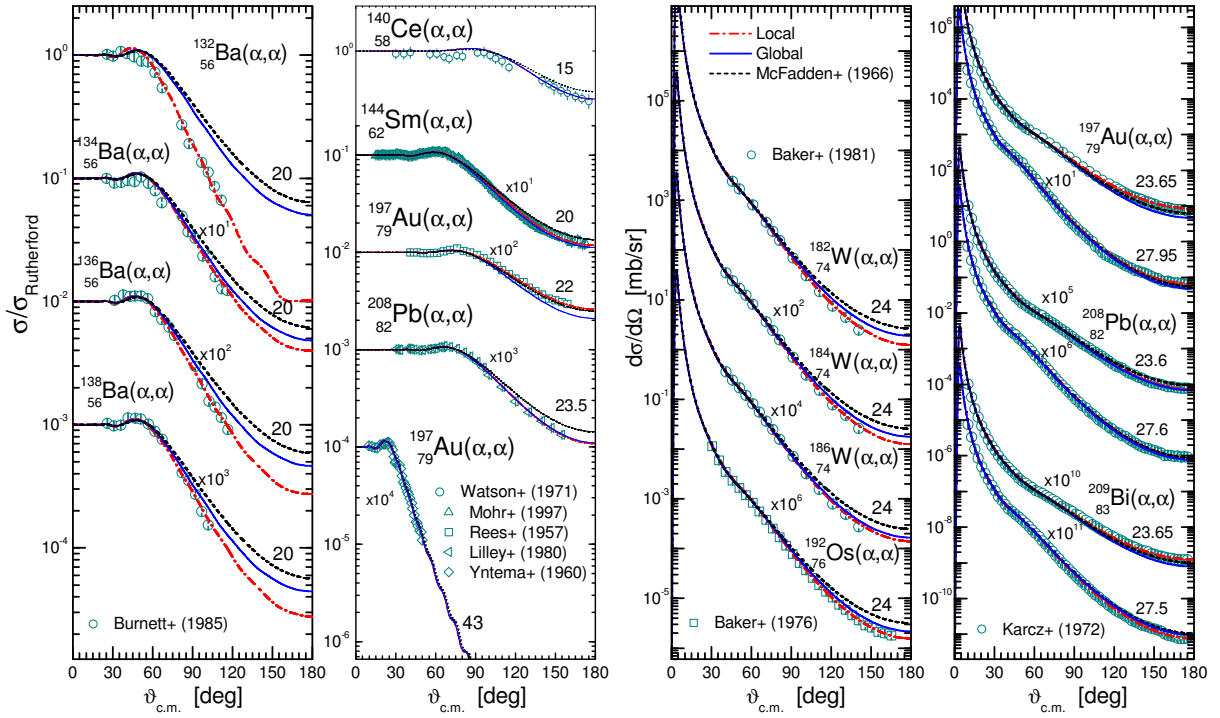 σ/σRutherford
10^0
10^-1
10^-2
10^-3
10^-4
132 56 Ba(α,α)
20
134 56 Ba(α,α)
x10^1
20
136 56 Ba(α,α)
x10^2
20
138 56 Ba(α,α)
x10^3
20
Burnett+ (1985)
0 30 60 90 120 150 180
ϑc.m. [deg]
10^0
10^-1
10^-2
10^-3
10^-4
10^-5
10^-6
140 58 Ce(α,α)
15
144 62 Sm(α,α)
x10^1
20
197 79 Au(α,α)
x10^2
22
208 82 Pb(α,α)
x10^3
23.5
197 79 Au(α,α)
x10^4
43
Watson+ (1971)
Mohr+ (1997)
Rees+ (1957)
Lilley+ (1980)
Yntema+ (1960)
0 30 60 90 120 150 180
ϑc.m. [deg]
dσ/dΩ [mb/sr]
10^5
10^3
10^1
10^-1
10^-3
10^-5
Local
Global
McFadden+ (1966)
Baker+ (1981)
182 74 W(α,α)
24
x10^2
184 74 W(α,α)
24
x10^4
186 74 W(α,α)
24
x10^6
192 76 Os(α,α)
24
Baker+ (1976)
0 30 60 90 120 150 180
ϑc.m. [deg]
10^6
10^4
10^2
10^0
10^-2
10^-4
10^-6
10^-8
10^-10
197 79 Au(α,α)
23.65
x10^1
27.95
x10^5
208 82 Pb(α,α)
23.6
27.6
x10^10
209 83 Bi(α,α)
23.65
x10^11
27.5
Karcz+ (1972)
0 30 60 90 120 150 180
ϑc.m. [deg]